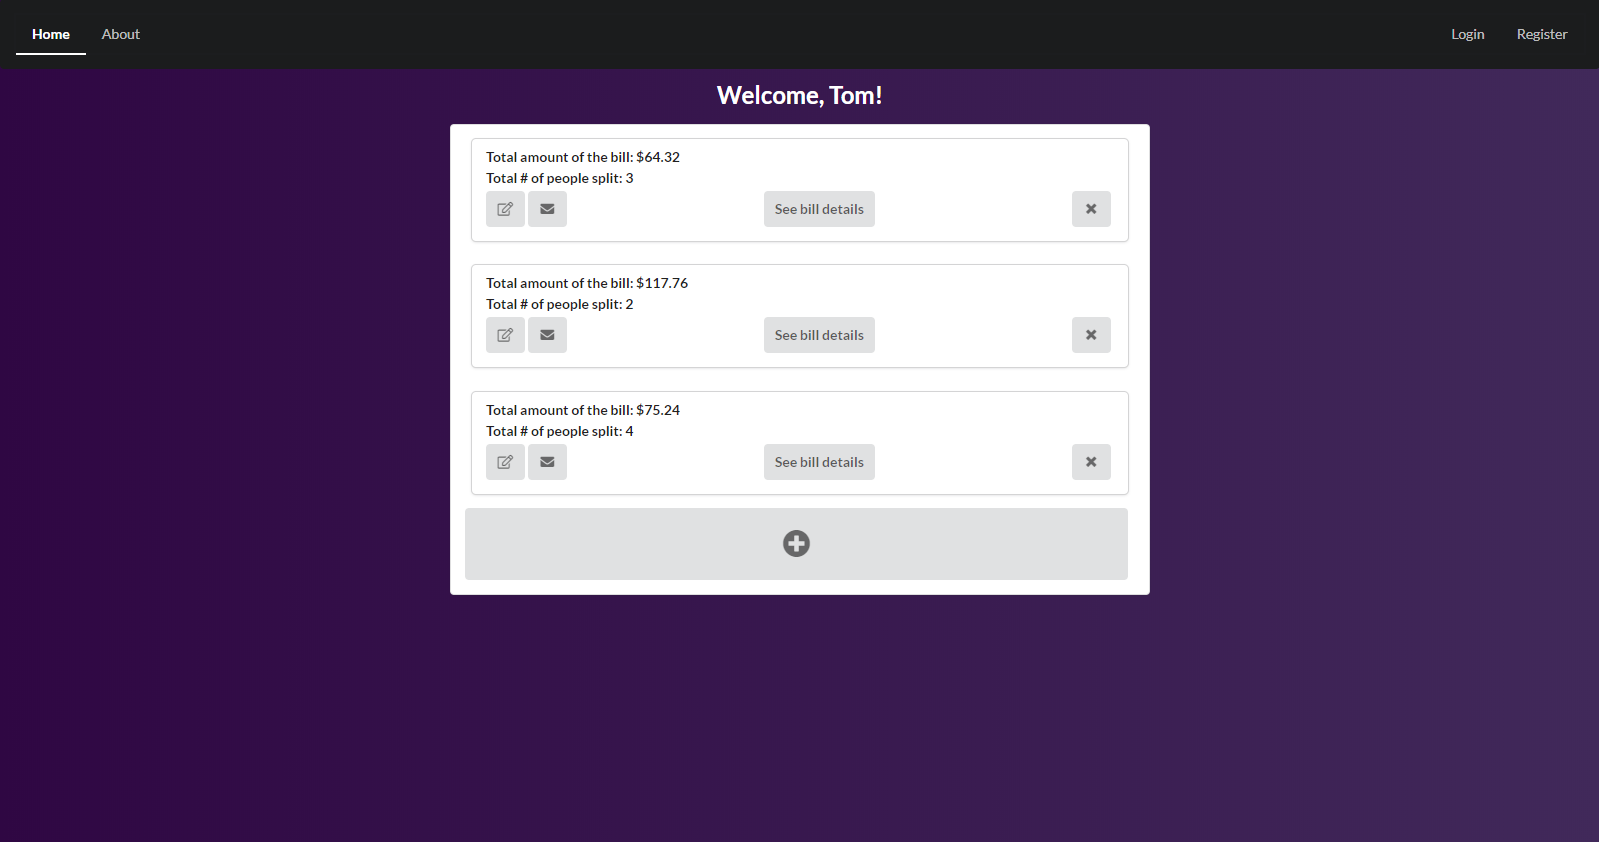 Home About Login Register
Welcome, Tom!
Total amount of the bill: $64.32
Total # of people split: 3
See bill details
Total amount of the bill: $117.76
Total # of people split: 2
See bill details
Total amount of the bill: $75.24
Total # of people split: 4
See bill details